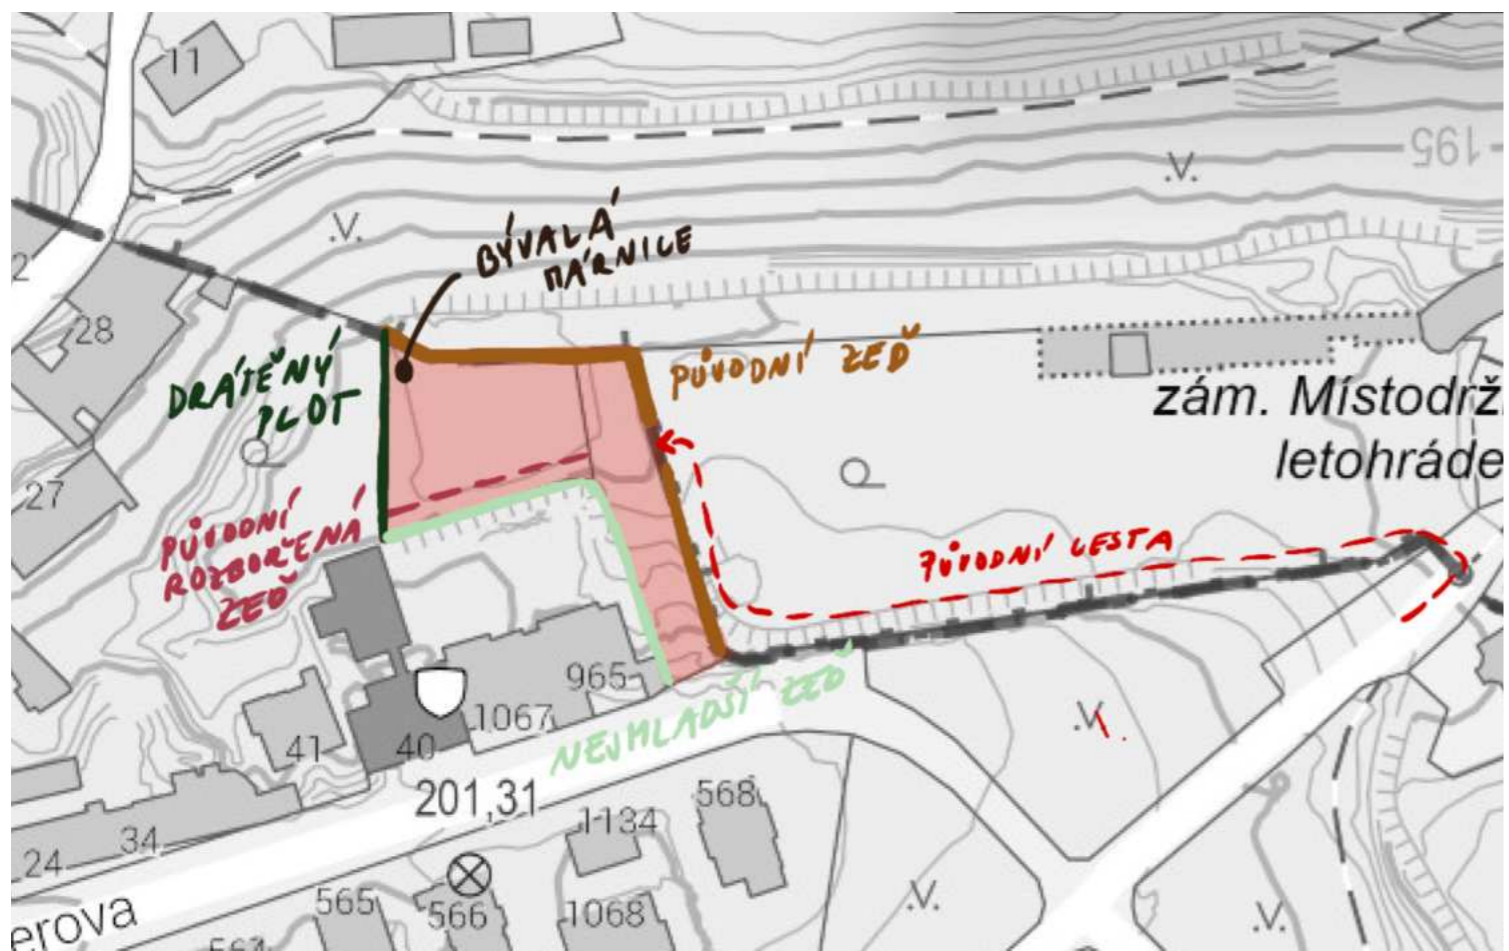 11
195
.V.
.V.
BÝVALÁ
MÁRNICE
28
DRÁTĚNÝ
PLOT
PŮVODNÍ ZEĎ
zám. Místodrž
letohráde
27
PŮVODNÍ
ROZBOŘENÁ
ZEĎ
PŮVODNÍ CESTA
965
1067
NEJMLADŠÍ ZEĎ
.V.
41
40
201,31
34
24
1134
568
565
566
1068
.V.
.V.
erova